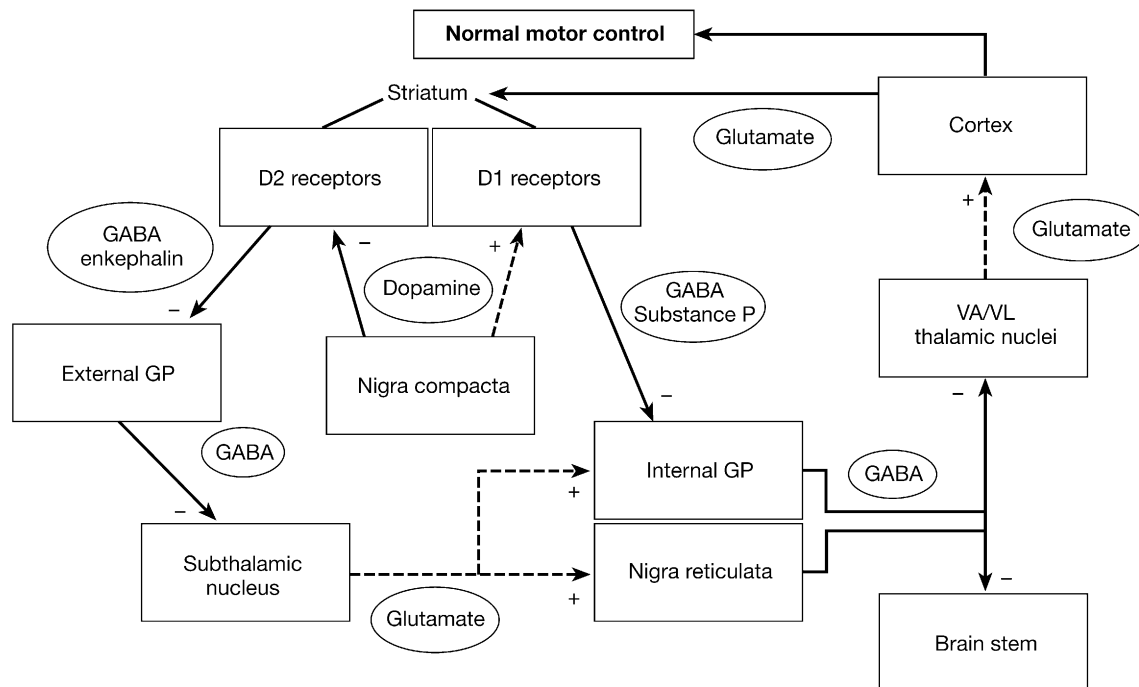 Normal motor control
Striatum
Glutamate
Cortex
D2 receptors
D1 receptors
GABA
enkephalin
–
+
Dopamine
GABA
Substance P
+
Glutamate
–
External GP
Nigra compacta
VA/VL
thalamic nuclei
–
–
GABA
Internal GP
GABA
+
–
Subthalamic
nucleus
Nigra reticulata
Glutamate
+
–
Brain stem